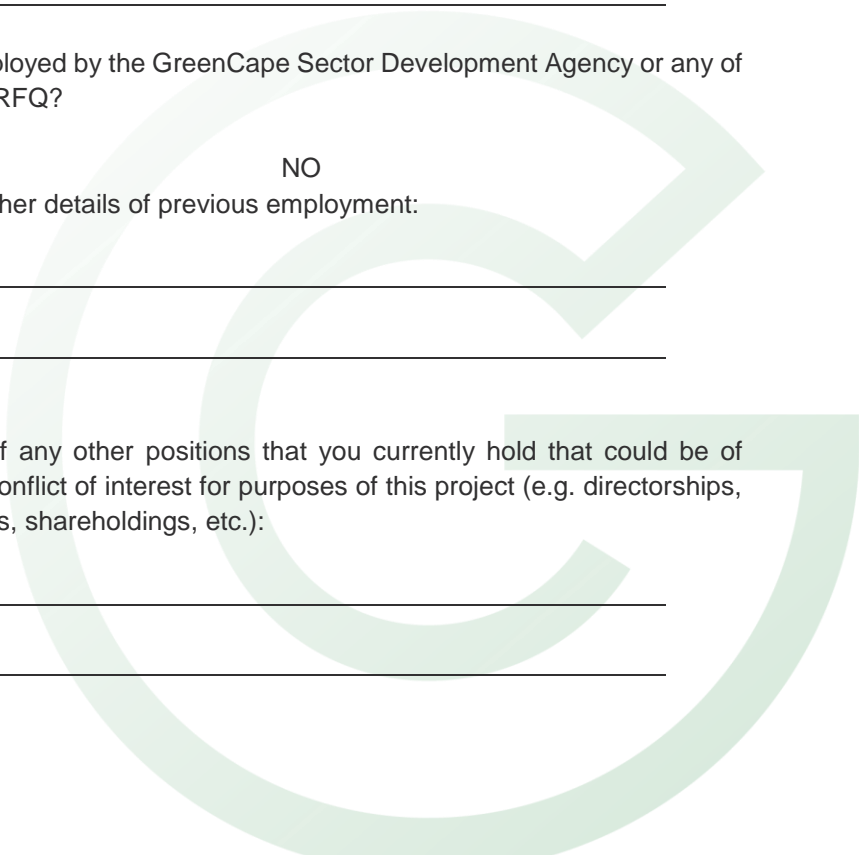 ployed by the GreenCape Sector Development Agency or any of
RFQ?
NO
her details of previous employment:
f any other positions that you currently hold that could be of
onflict of interest for purposes of this project (e.g. directorships,
s, shareholdings, etc.):